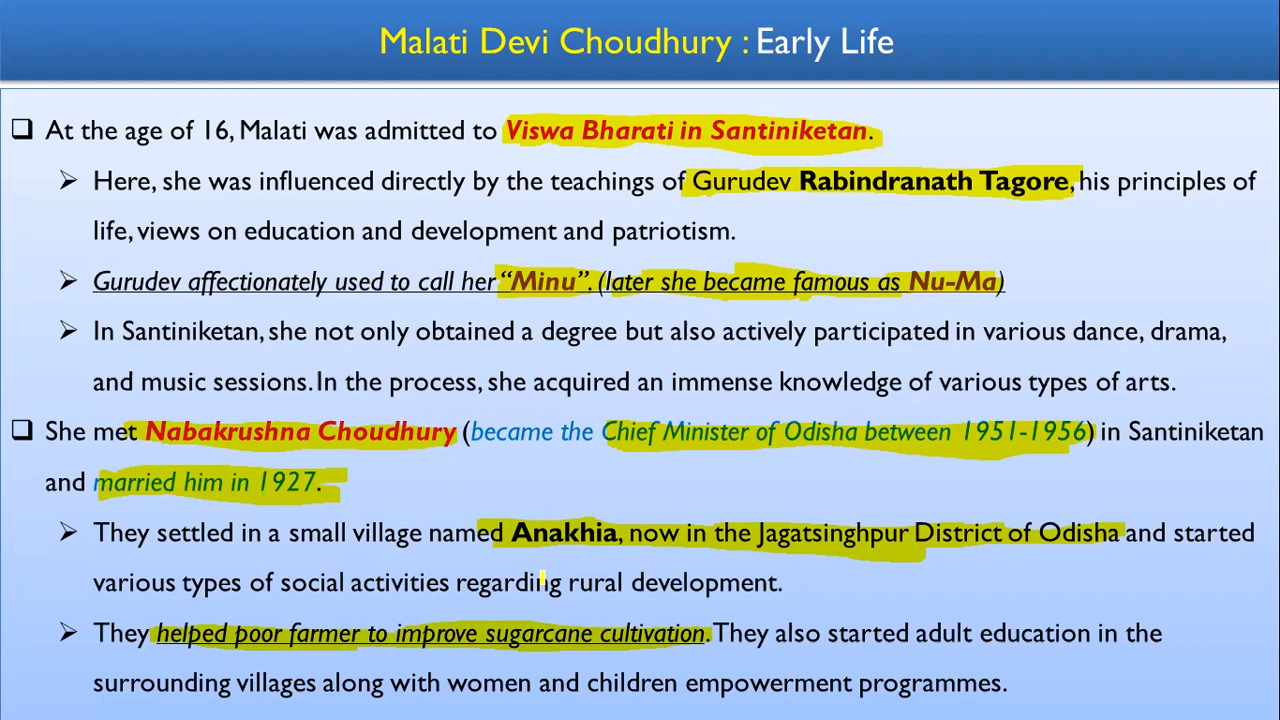 Malati Devi Choudhury : Early Life
❑ At the age of 16, Malati was admitted to Viswa Bharati in Santiniketan.
➢ Here, she was influenced directly by the teachings of Gurudev Rabindranath Tagore, his principles of
life, views on education and development and patriotism.
➢ Gurudev affectionately used to call her “Minu”. (later she became famous as Nu-Ma)
➢ In Santiniketan, she not only obtained a degree but also actively participated in various dance, drama,
and music sessions. In the process, she acquired an immense knowledge of various types of arts.
❑ She met Nabakrushna Choudhury (became the Chief Minister of Odisha between 1951-1956) in Santiniketan
and married him in 1927.
➢ They settled in a small village named Anakhia, now in the Jagatsinghpur District of Odisha and started
various types of social activities regarding rural development.
➢ They helped poor farmer to improve sugarcane cultivation. They also started adult education in the
surrounding villages along with women and children empowerment programmes.